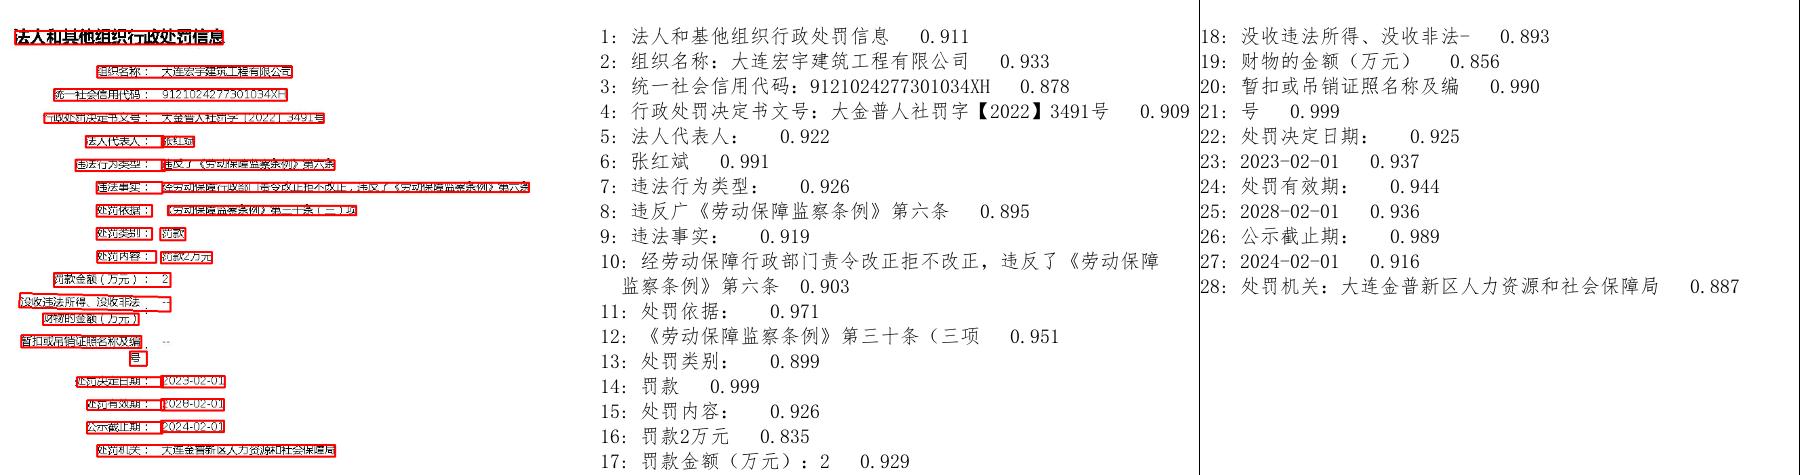 法人和其他组织行政处罚信息
组织名称： 大连宏宇建筑工程有限公司
统一社会信用代码： 9121024277301034XH
行政处罚决定书文号： 大金普人社罚字【2022】3491号
法人代表人： 张红斌
违法行为类型： 违反了《劳动保障监察条例》第六条
违法事实： 经劳动保障行政部门责令改正拒不改正，违反了《劳动保障监察条例》第六条
处罚依据： 《劳动保障监察条例》第三十条（三）项
处罚类别： 罚款
处罚内容： 罚款2万元
罚款金额（万元）： 2
没收违法所得、没收非法 --
财物的金额（万元）
暂扣或吊销证照名称及编 --
号
处罚决定日期： 2023-02-01
处罚有效期： 2028-02-01
公示截止期： 2024-02-01
处罚机关： 大连金普新区人力资源和社会保障局
1: 法人和基他组织行政处罚信息 0.911
2: 组织名称：大连宏宇建筑工程有限公司 0.933
3: 统一社会信用代码：9121024277301034XH 0.878
4: 行政处罚决定书文号：大金普人社罚字【2022】3491号 0.909
5: 法人代表人： 0.922
6: 张红斌 0.991
7: 违法行为类型： 0.926
8: 违反广《劳动保障监察条例》第六条 0.895
9: 违法事实： 0.919
10: 经劳动保障行政部门责令改正拒不改正，违反了《劳动保障
监察条例》第六条 0.903
11: 处罚依据： 0.971
12: 《劳动保障监察条例》第三十条（三项 0.951
13: 处罚类别： 0.899
14: 罚款 0.999
15: 处罚内容： 0.926
16: 罚款2万元 0.835
17: 罚款金额（万元）：2 0.929
18: 没收违法所得、没收非法- 0.893
19: 财物的金额（万元） 0.856
20: 暂扣或吊销证照名称及编 0.990
21: 号 0.999
22: 处罚决定日期： 0.925
23: 2023-02-01 0.937
24: 处罚有效期： 0.944
25: 2028-02-01 0.936
26: 公示截止期： 0.989
27: 2024-02-01 0.916
28: 处罚机关：大连金普新区人力资源和社会保障局 0.887